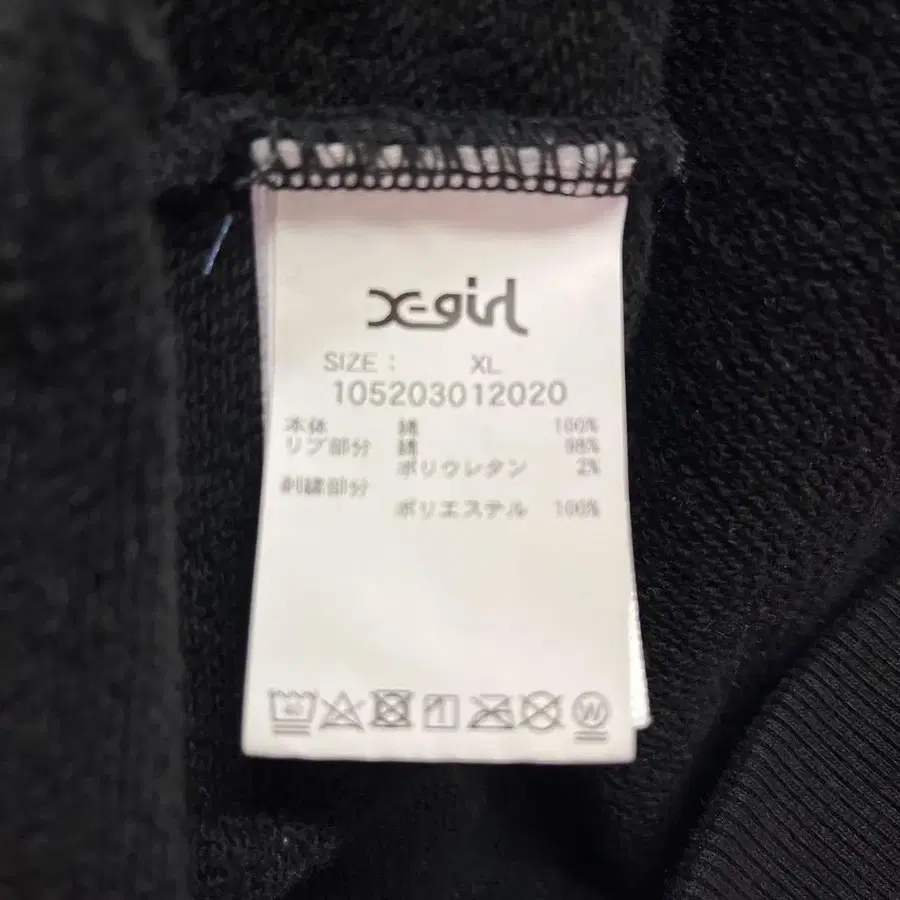 X-girl
SIZE : XL
105203012020
本体 綿 100%
リブ部分 綿 98%
ポリウレタン 2%
刺繍部分
ポリエステル 100%
W